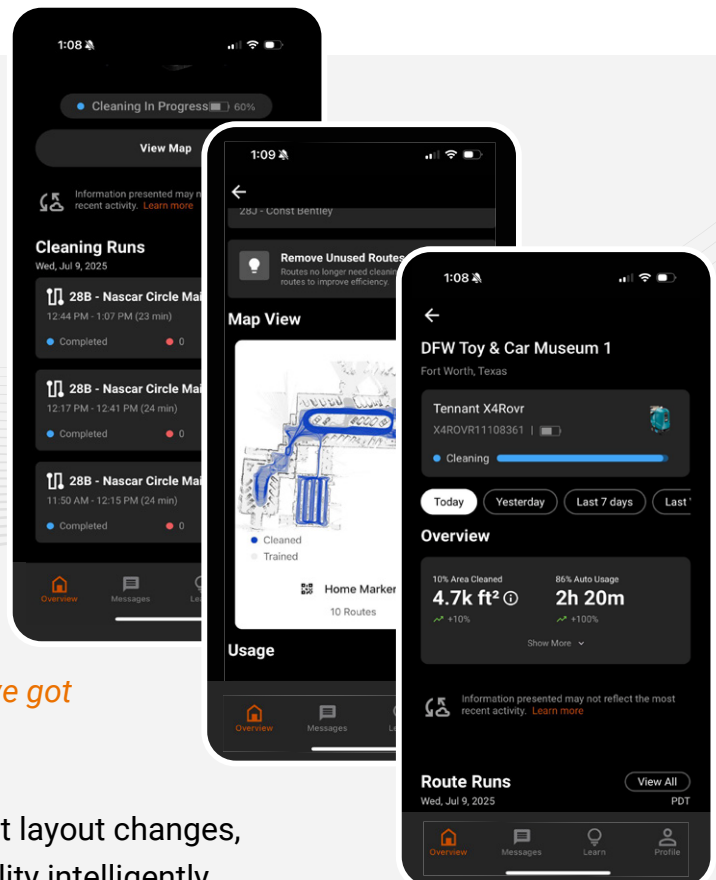 1:08
Cleaning In Progress 60%
View Map
Information presented may n
recent activity. Learn more
Cleaning Runs
Wed, Jul 9, 2025
28B - Nascar Circle Mai
12:44 PM - 1:07 PM (23 min)
Completed 0
28B - Nascar Circle Mai
12:17 PM - 12:41 PM (24 min)
Completed 0
28B - Nascar Circle Mai
11:50 AM - 12:15 PM (24 min)
Completed 0
Overview Messages Le
1:09
28J - Const Bentley
Remove Unused Routes
Routes no longer need cleanin
routes to improve efficiency.
Map View
Cleaned
Trained
Home Marker
10 Routes
Usage
Overview Messages L
1:08
DFW Toy & Car Museum 1
Fort Worth, Texas
Tennant X4Rovr
X4ROVR11108361 |
Cleaning
Today Yesterday Last 7 days Last
Overview
10% Area Cleaned 86% Auto Usage
4.7k ft² 2h 20m
+10% +100%
Show More
Information presented may not reflect the most
recent activity. Learn more
Route Runs View All
Wed, Jul 9, 2025 PDT
Overview Messages Learn Profile
e got
t layout changes,
lity intelligently